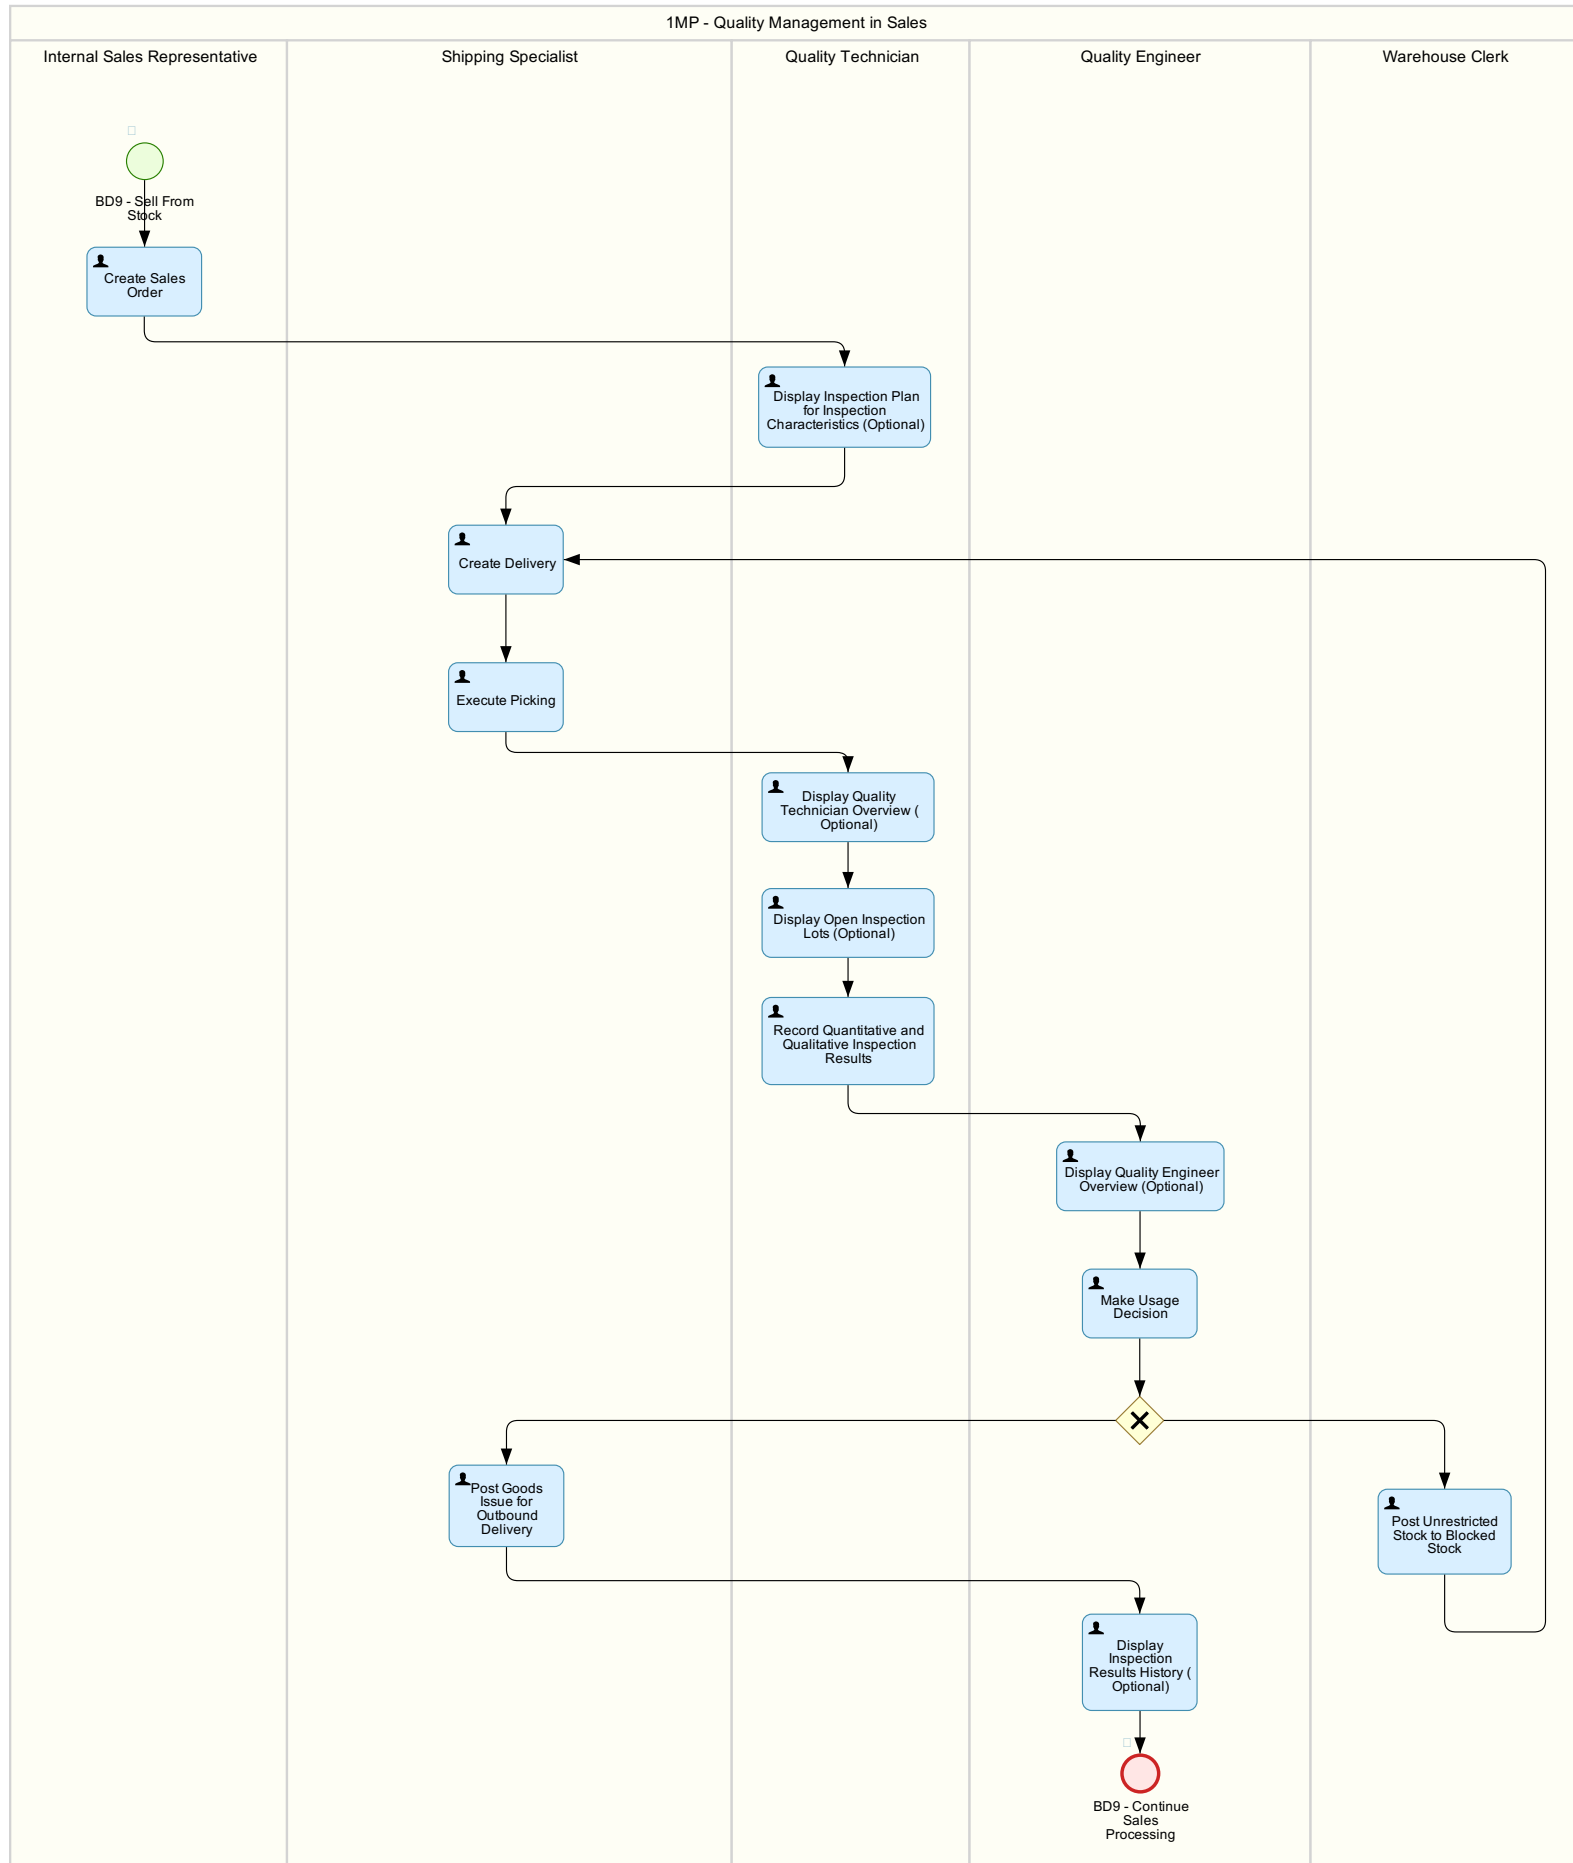 1MP - Quality Management in Sales
Internal Sales Representative
Shipping Specialist
Quality Technician
Quality Engineer
Warehouse Clerk
BD9 - Sell From
Stock
Create Sales
Order
Display Inspection Plan
for Inspection
Characteristics (Optional)
Create Delivery
Execute Picking
Display Quality
Technician Overview (
Optional)
Display Open Inspection
Lots (Optional)
Record Quantitative and
Qualitative Inspection
Results
Display Quality Engineer
Overview (Optional)
Make Usage
Decision
Post Goods
Issue for
Outbound
Delivery
Post Unrestricted
Stock to Blocked
Stock
Display
Inspection
Results History (
Optional)
BD9 - Continue
Sales
Processing